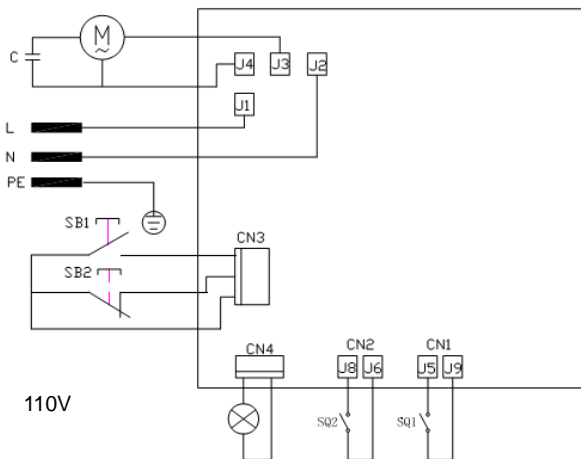 M
~
C
J4 J3 J2
J1
L
N
PE
SB1
CN3
SB2
CN4 CN2 CN1
J8 J6 J5 J9
110V
SQ2 SQ1